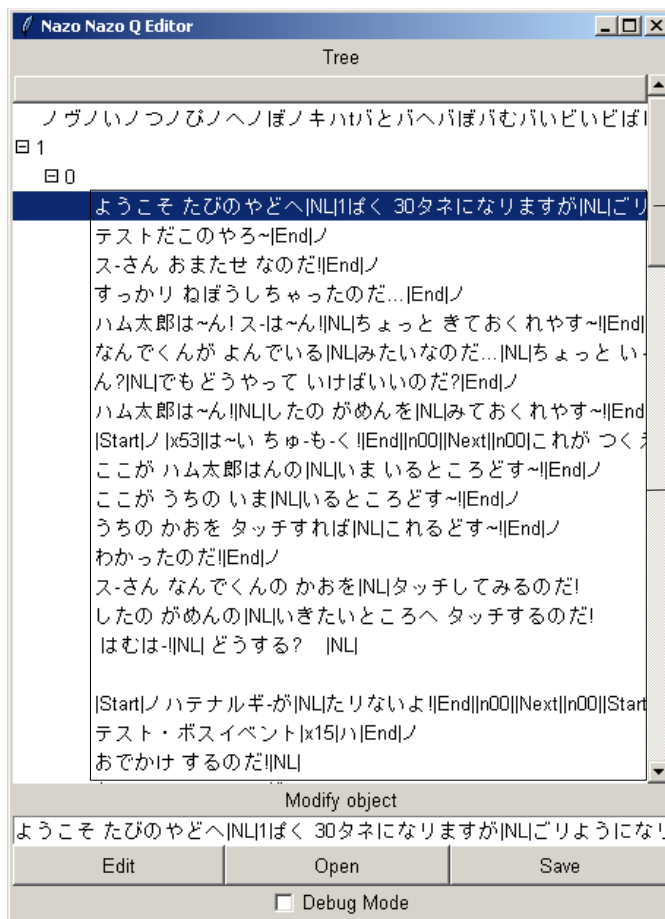 Nazo Nazo Q Editor
Tree
ノヴノいノつノぴノヘノぼノキハtバとバヘバぼバむバいビいビば
1
0
ようこそ たびのやどへ|NL|1ぱく 30タネになりますが|NL|ごり
テストだこのやろ~|End|ノ
ス-さん おまたせ なのだ!|End|ノ
すっかり ねぼうしちゃったのだ...|End|ノ
ハム太郎は~ん! ス-は~ん!|NL|ちょっと きておくれやす~!|End|
なんでくんが よんでいる|NL|みたいなのだ...|NL|ちょっと い
ん?|NL|でもどうやって いけばいいのだ?|End|ノ
ハム太郎は~ん!|NL|したの がめんを|NL|みておくれやす~!|End
|Start|ノ|x53||は~い ちゅ-も-く!|End||n00||Next||n00|これが つく
ここが ハム太郎はんの|NL|いま いるところどす~!|End|ノ
ここが うちの いま|NL|いるところどす~!|End|ノ
うちの かおを タッチすれば|NL|これるどす~!|End|ノ
わかったのだ!|End|ノ
ス-さん なんでくんの かおを|NL|タッチしてみるのだ!
したの がめんの|NL|いきたいところへ タッチするのだ!
はむは-!|NL| どうする? |NL|
|Start|ノ ハテナルギ-が|NL|たりないよ!|End||n00||Next||n00||Start
テスト・ボスイベント|x15|ハ|End|ノ
おでかけ するのだ!|NL|
Modify object
ようこそ たびのやどへ|NL|1ぱく 30タネになりますが|NL|ごりようになり
Edit Open Save
Debug Mode